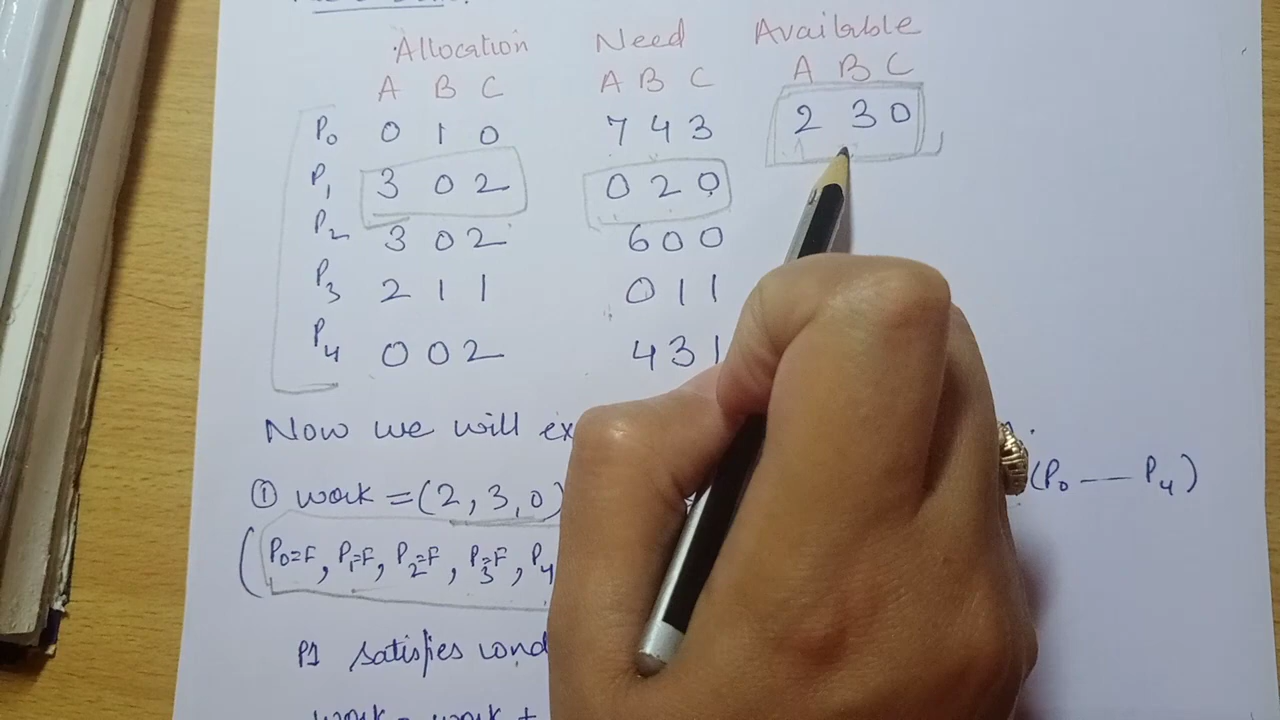 Allocation Need Available
A B C A B C A B C
P0 0 1 0 7 4 3 2 3 0
P1 3 0 2 0 2 0
P2 3 0 2 6 0 0
P3 2 1 1 0 1 1
P4 0 0 2 4 3 1
Now we will
① work = (2, 3, 0) (P0 — P4)
(P0=F, P1=F, P2=F, P3=F, P4
P1 satisfies
work = work +